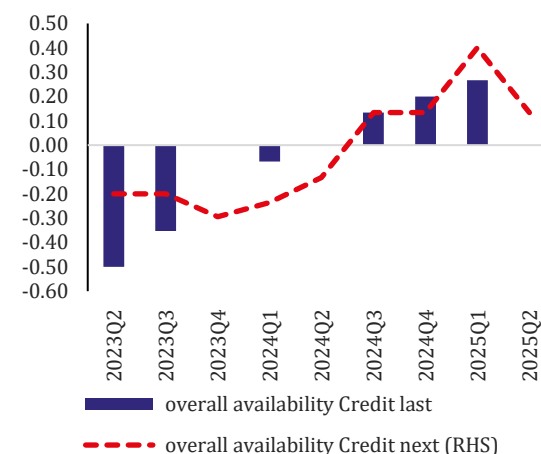 0.50
0.40
0.30
0.20
0.10
0.00
-0.10
-0.20
-0.30
-0.40
-0.50
-0.60
2023Q2
2023Q3
2023Q4
2024Q1
2024Q2
2024Q3
2024Q4
2025Q1
2025Q2
overall availability Credit last
overall availability Credit next (RHS)